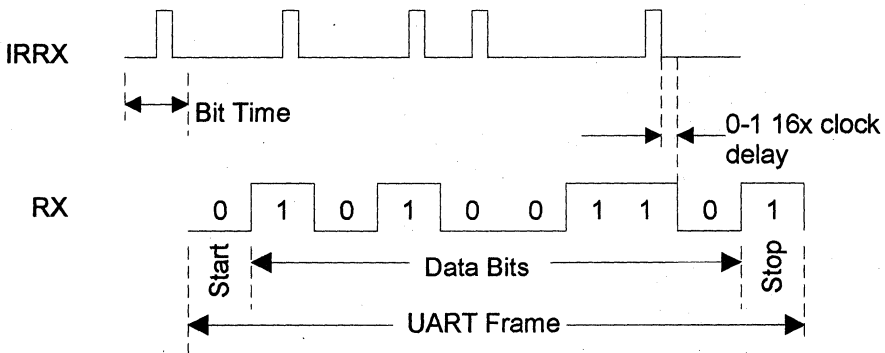 IRRX
Bit Time
0-1 16x clock
delay
RX
0 1 0 1 0 0 1 1 0 1
Start
Data Bits
Stop
UART Frame